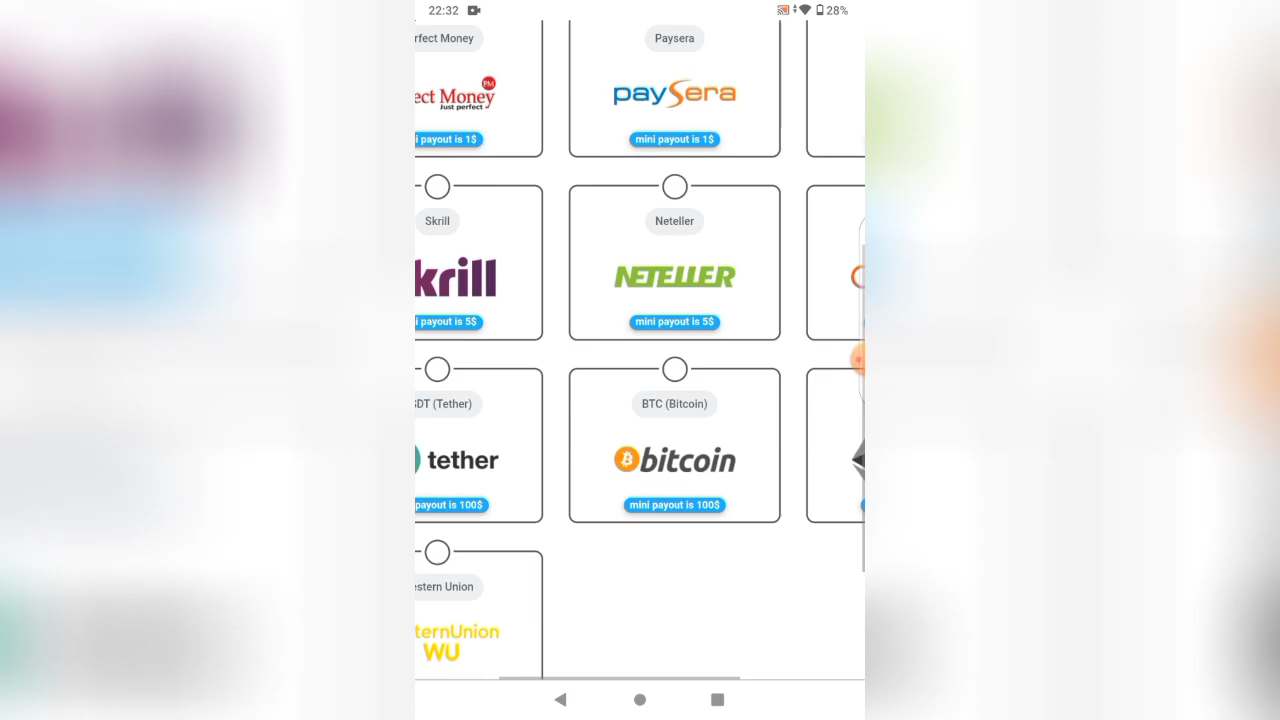 22:32
28%
rfect Money
Paysera
ect Money
PM
Just perfect
paysera
i payout is 1$
mini payout is 1$
Skrill
Neteller
krill
NETELLER
i payout is 5$
mini payout is 5$
DT (Tether)
BTC (Bitcoin)
tether
bitcoin
payout is 100$
mini payout is 100$
estern Union
ternUnion
WU